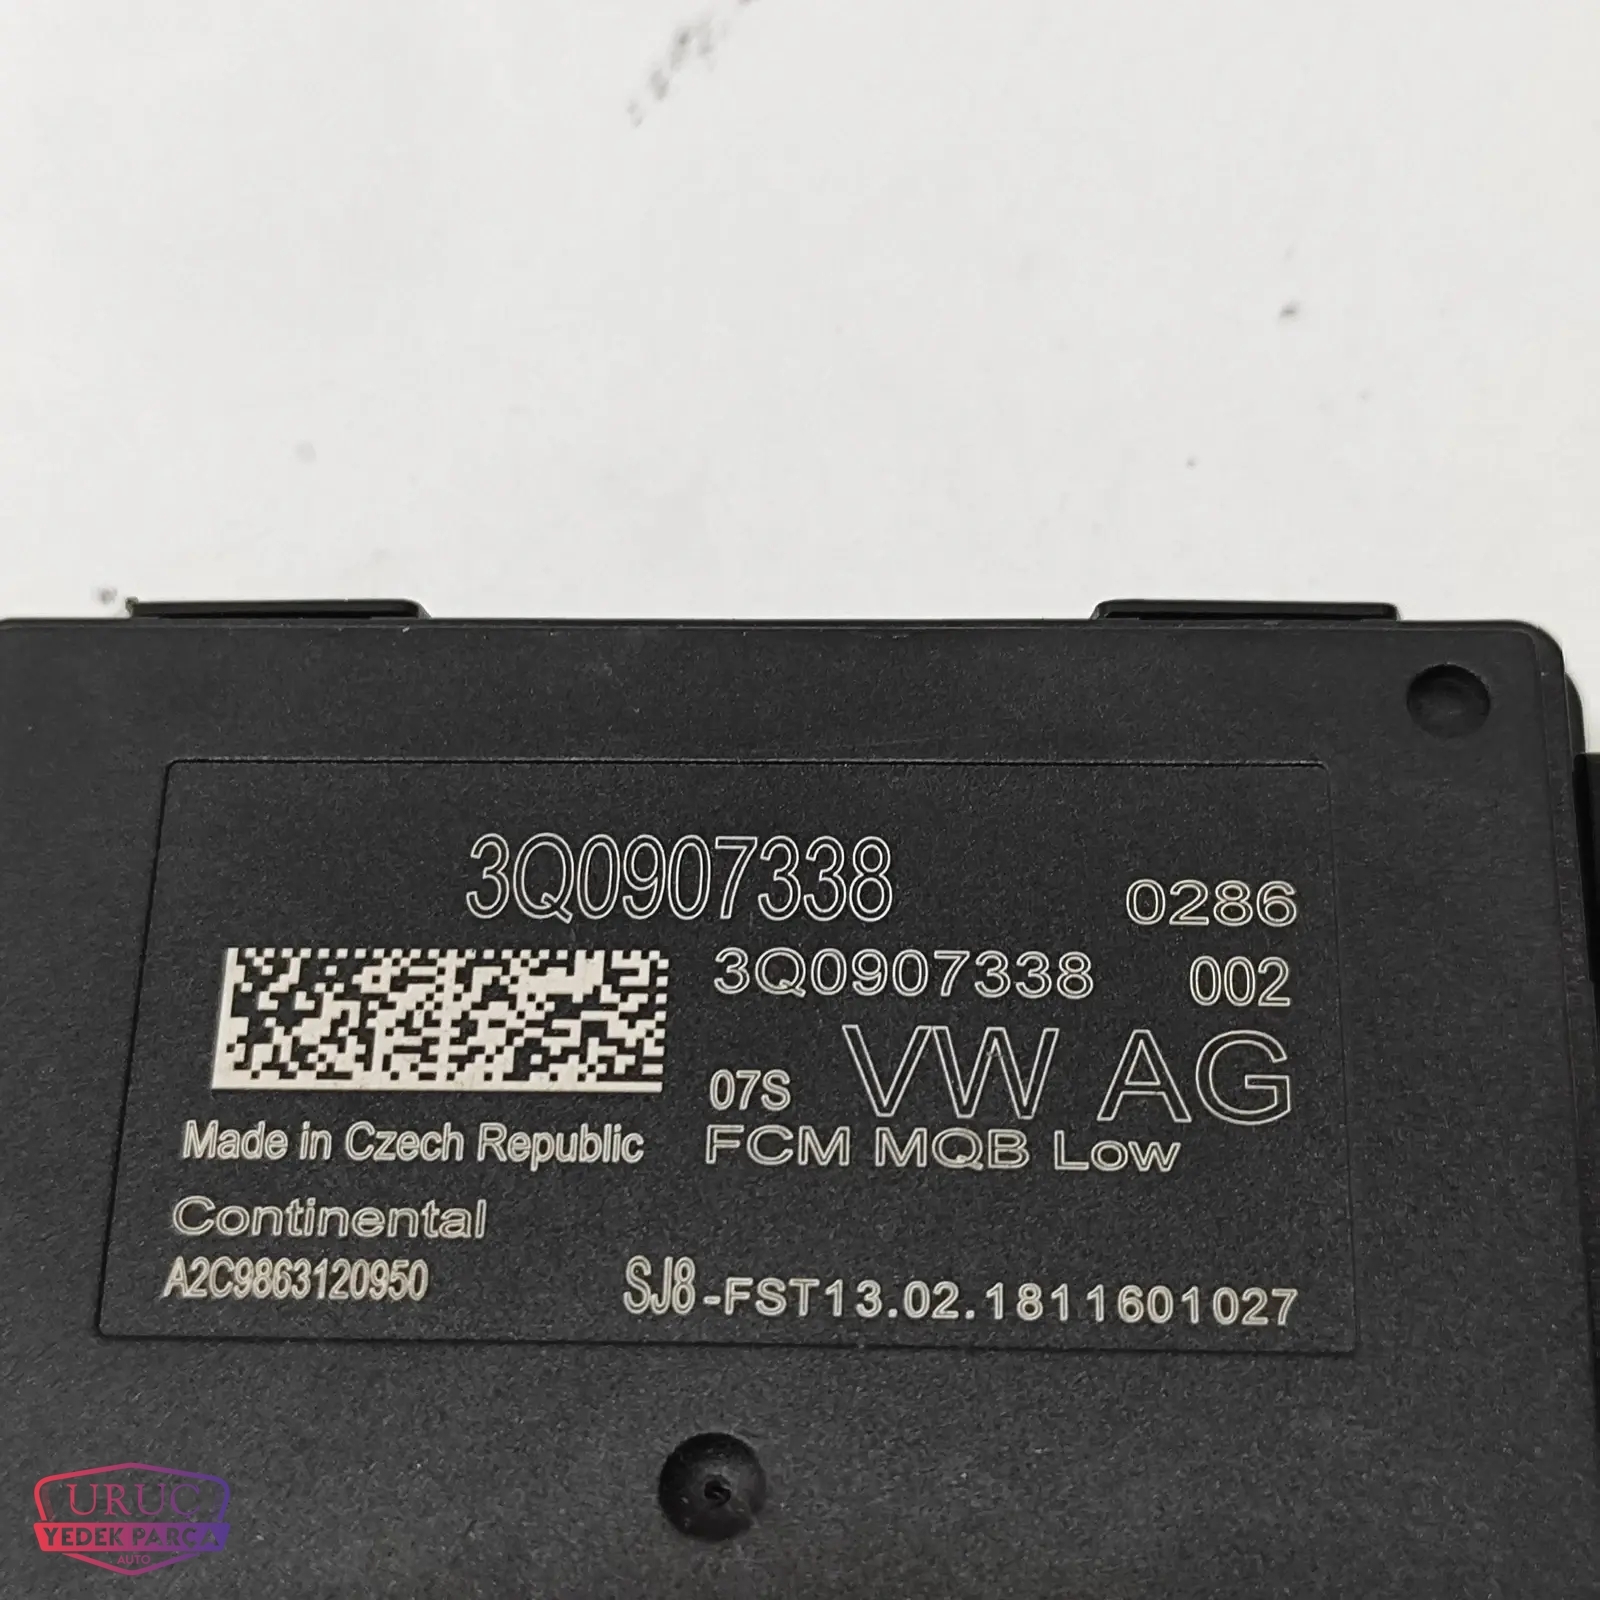 3Q0907338
0286
3Q0907338 002
07S VW AG
Made in Czech Republic
FCM MQB Low
Continental
A2C9863120950
SJ8-FST13.02.1811601027
URUÇ
YEDEK PARÇA
AUTO